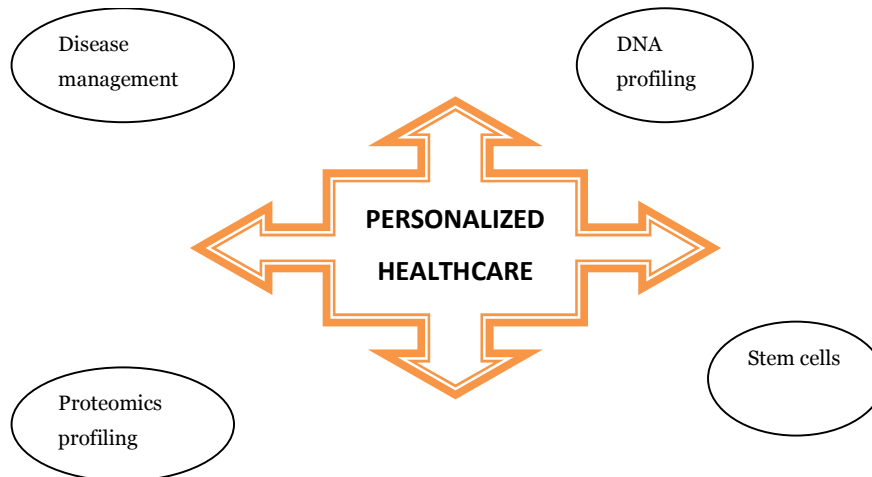 Disease
management
DNA
profiling
PERSONALIZED
HEALTHCARE
Stem cells
Proteomics
profiling